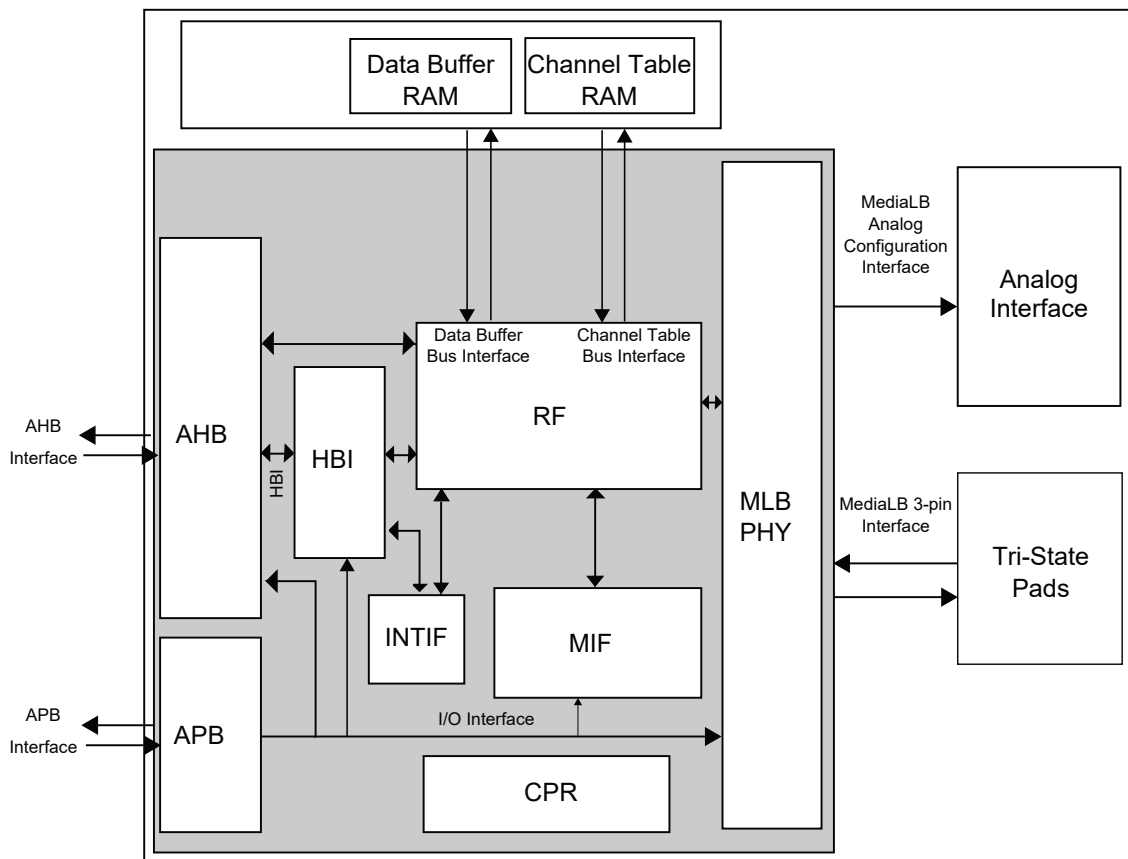 Data Buffer
RAM
Channel Table
RAM
MediaLB
Analog
Configuration
Interface
Analog
Interface
Data Buffer
Bus Interface
Channel Table
Bus Interface
RF
AHB
Interface
AHB
HBI
HBI
MLB
PHY
MediaLB 3-pin
Interface
Tri-State
Pads
INTIF
MIF
APB
Interface
APB
I/O Interface
CPR